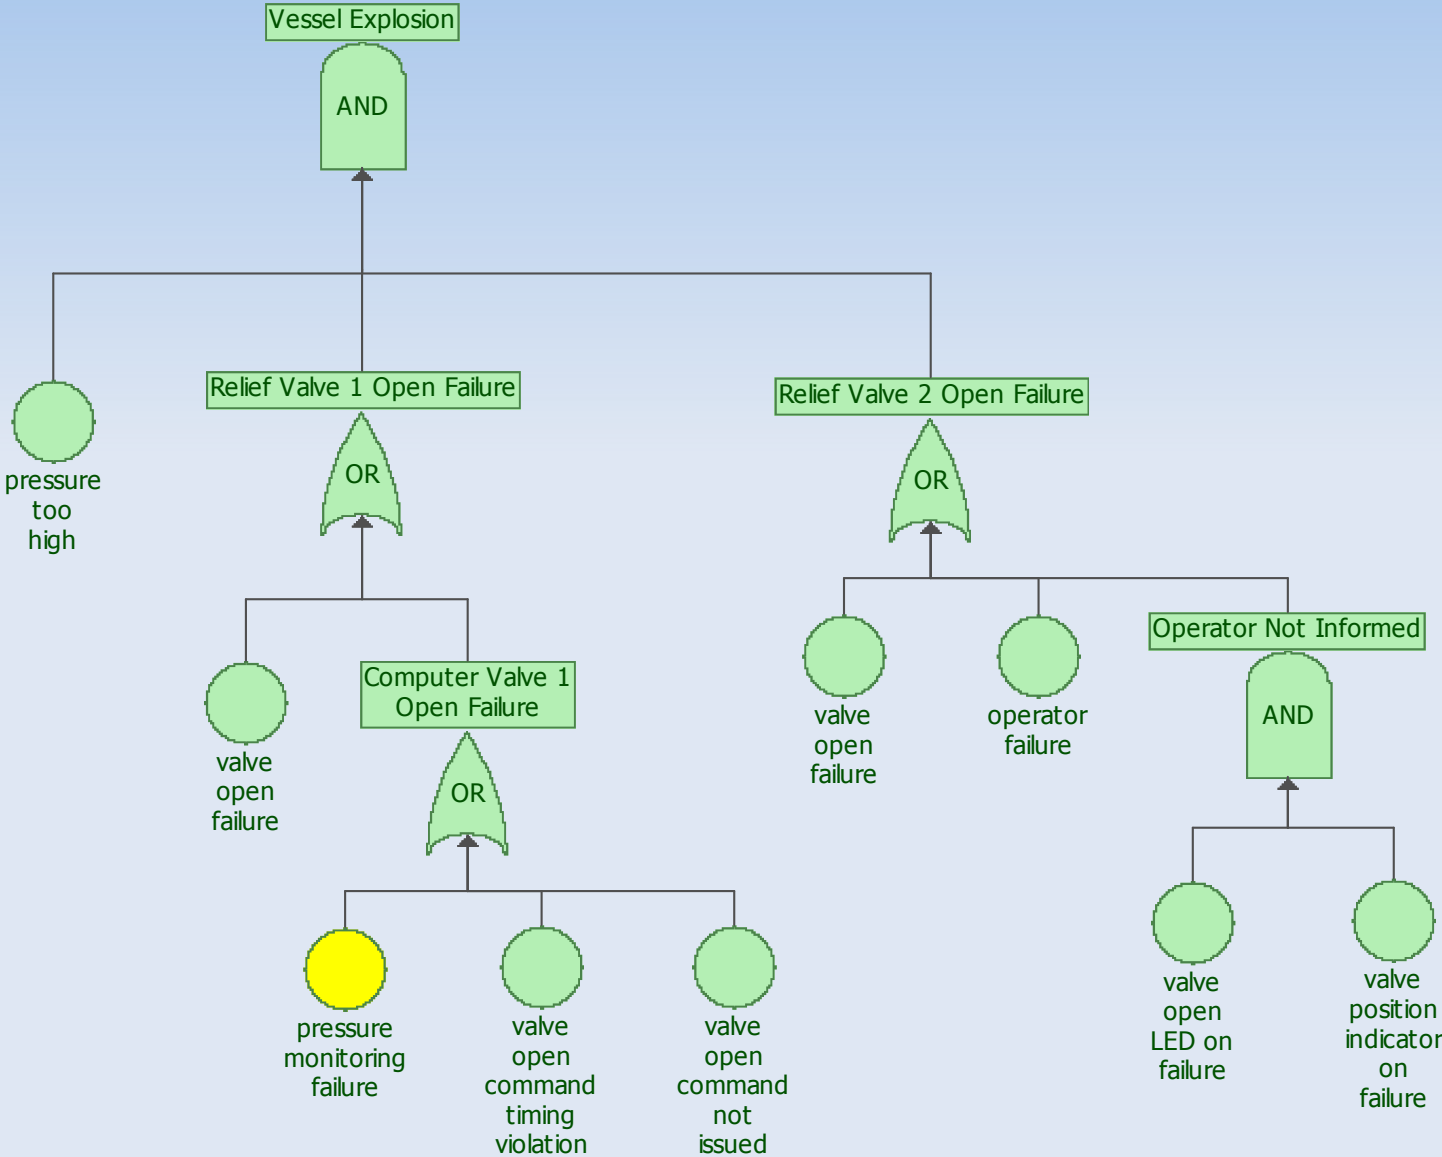 Vessel Explosion
AND
pressure
too
high
Relief Valve 1 Open Failure
OR
valve
open
failure
Computer Valve 1
Open Failure
OR
pressure
monitoring
failure
valve
open
command
timing
violation
valve
open
command
not
issued
Relief Valve 2 Open Failure
OR
valve
open
failure
operator
failure
Operator Not Informed
AND
valve
open
LED on
failure
valve
position
indicator
on
failure